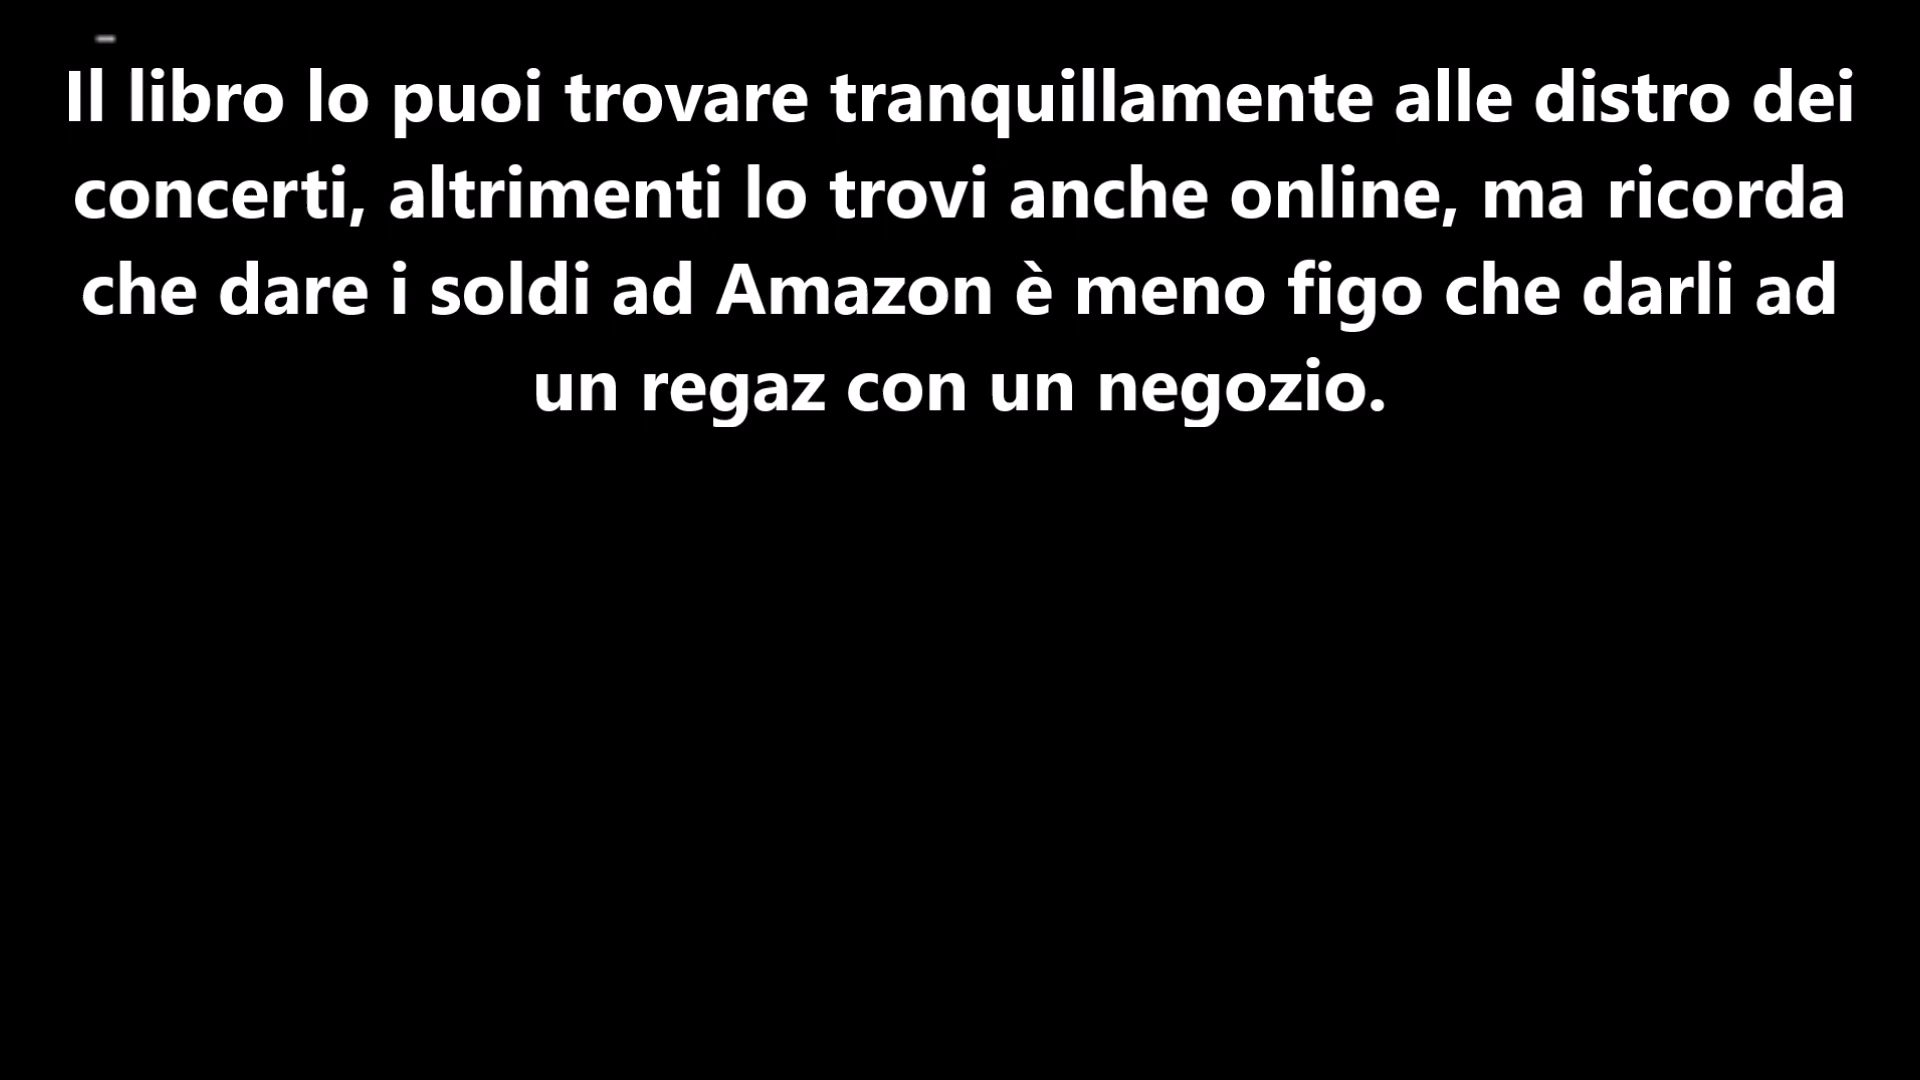 Il libro lo puoi trovare tranquillamente alle distro dei
concerti, altrimenti lo trovi anche online, ma ricorda
che dare i soldi ad Amazon è meno figo che darli ad
un regaz con un negozio.